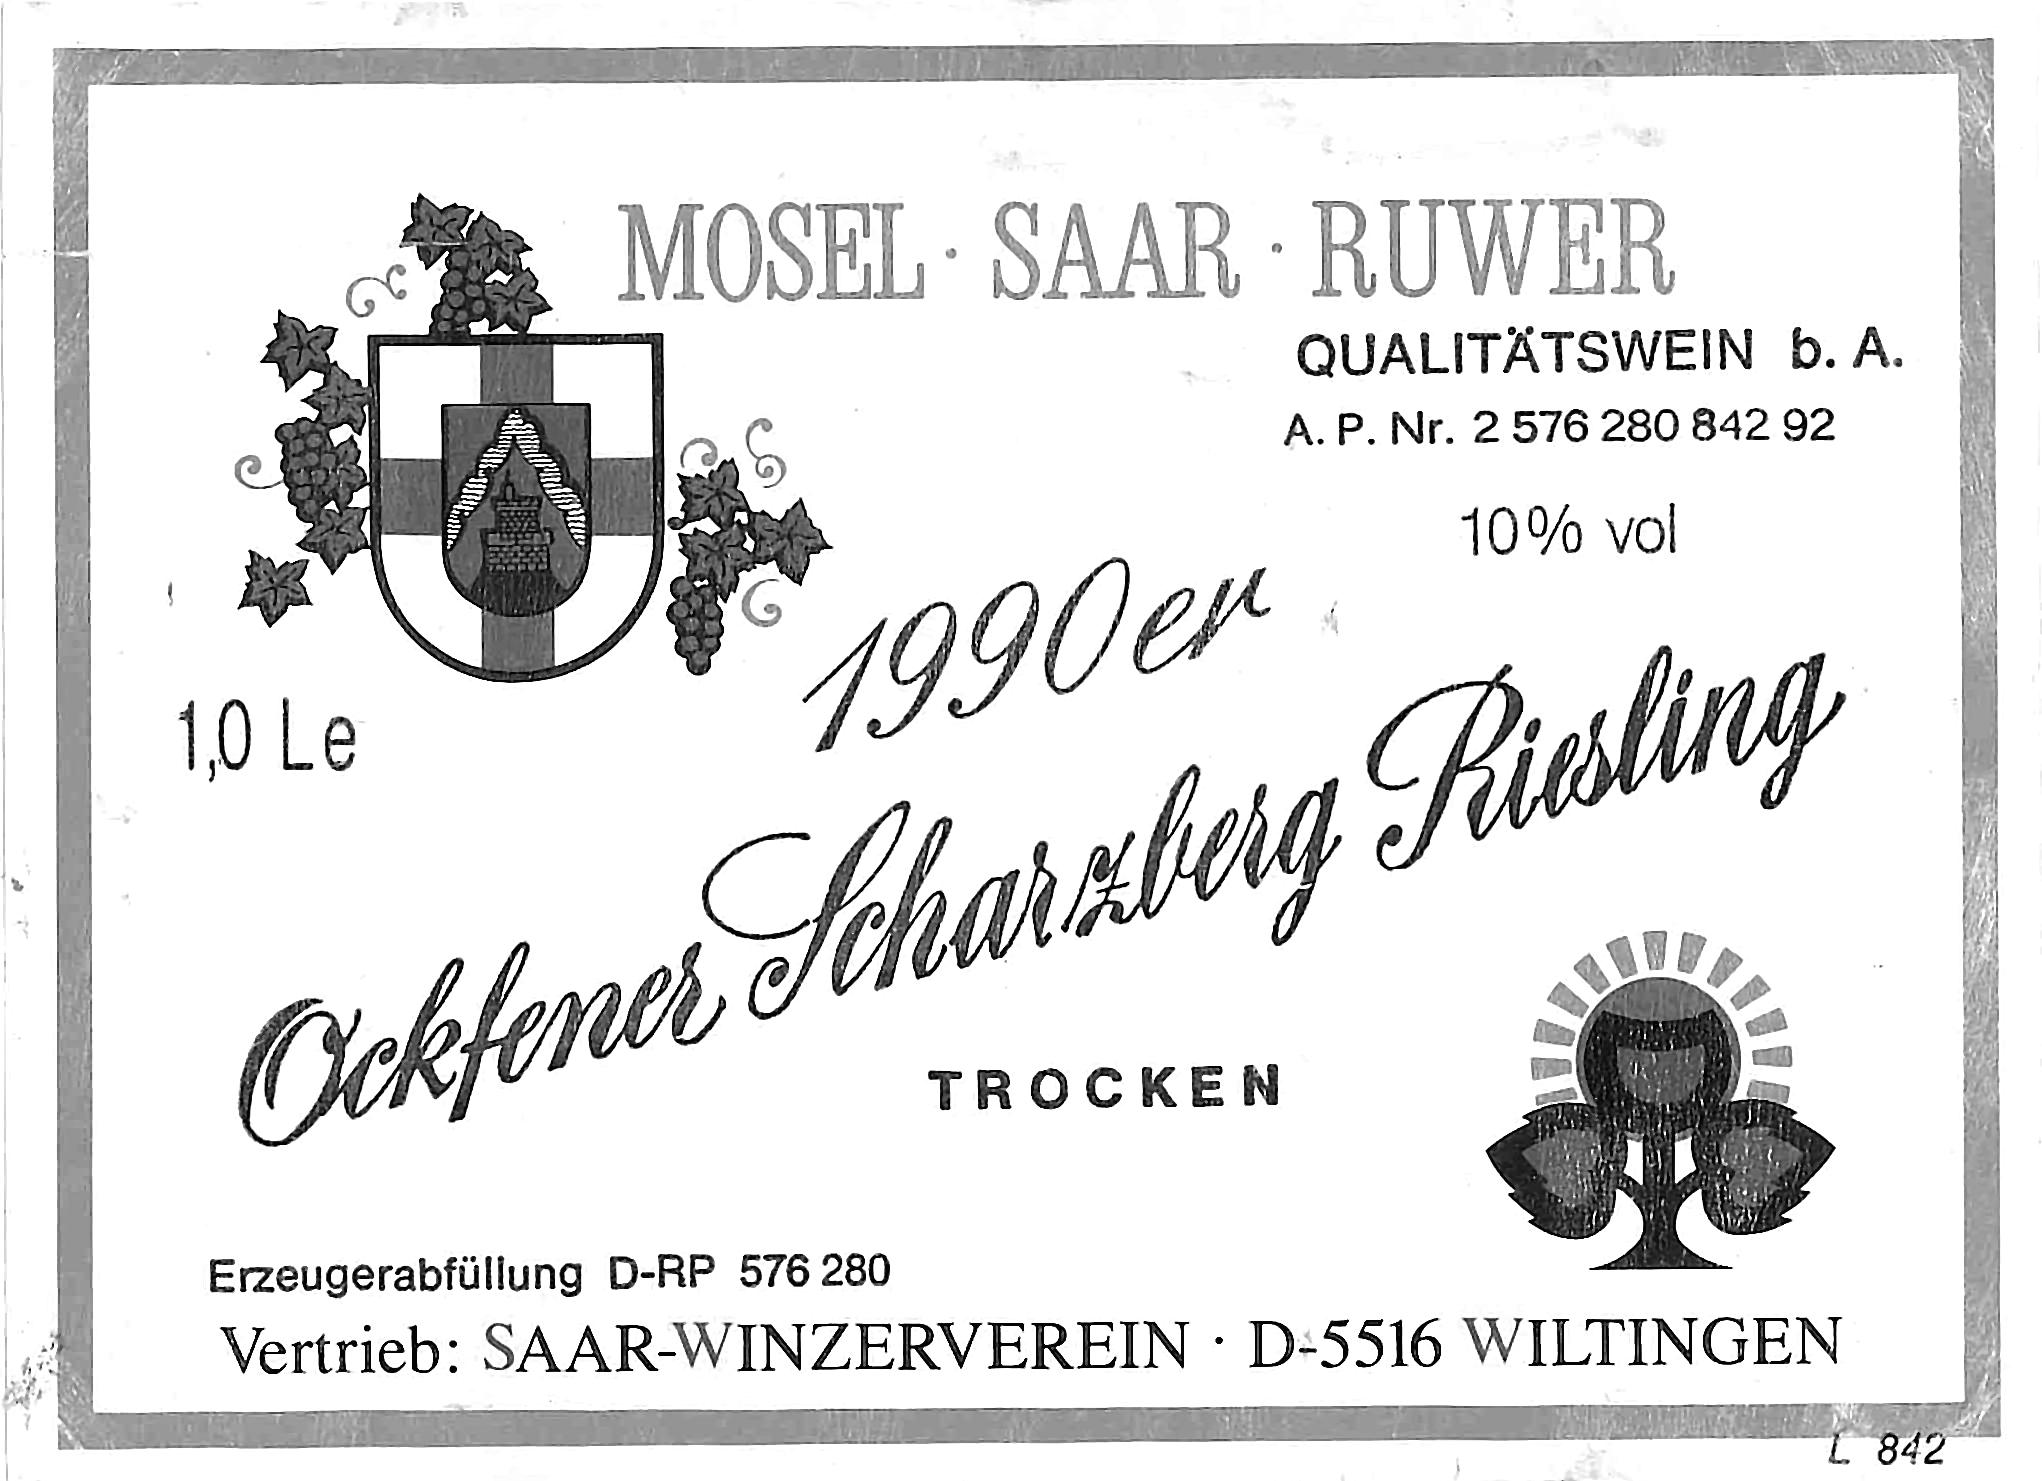 MOSEL · SAAR · RUWER
QUALITÄTSWEIN b. A.
A. P. Nr. 2 576 280 842 92
10% vol
1,0 L e
1990er
Ockfener Scharzberg Riesling
TROCKEN
Erzeugerabfüllung D-RP 576 280
Vertrieb: SAAR-WINZERVEREIN · D-5516 WILTINGEN
L 842